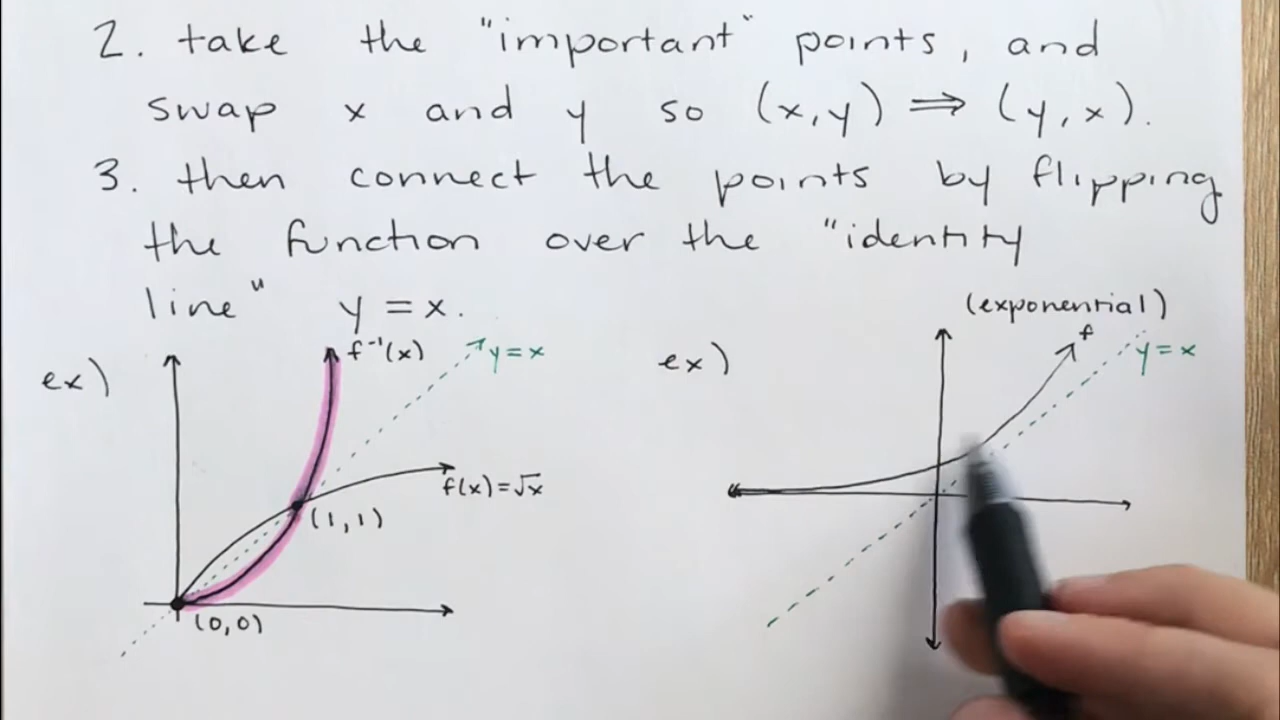 2. take the "important" points, and
swap x and y so (x,y) ⇒ (y,x).
3. then connect the points by flipping
the function over the "identity
line" y = x.
ex)
f⁻¹(x)
y=x
f(x)=√x
(1,1)
(0,0)
ex)
(exponential)
f
y=x